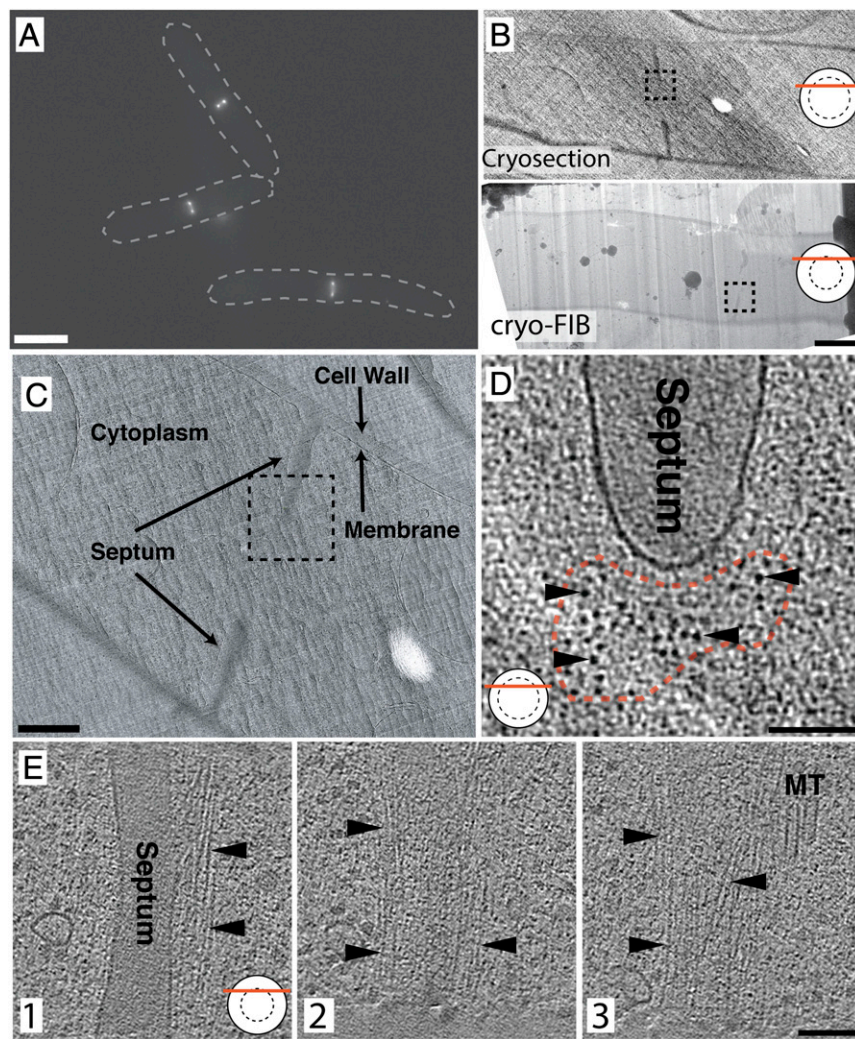 A
B
Cryosection
cryo-FIB
C
Cell Wall
Cytoplasm
Membrane
Septum
D
Septum
E
Septum
MT
1
2
3